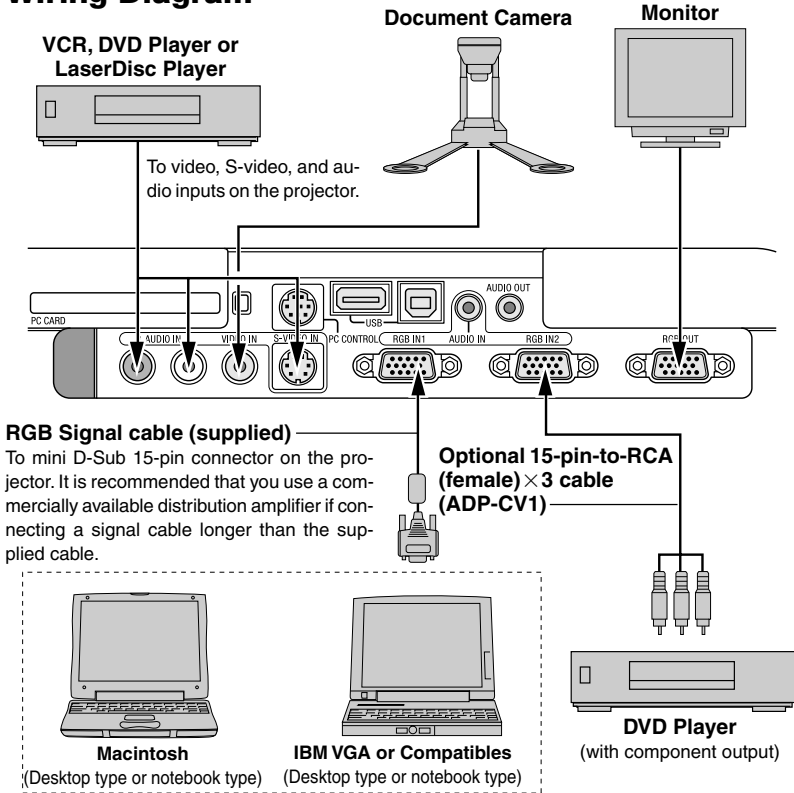 Wiring Diagram
Document Camera
Monitor
VCR, DVD Player or
LaserDisc Player
To video, S-video, and au-
dio inputs on the projector.
PC CARD
AUDIO IN
VIDEO IN
S-VIDEO IN
PC CONTROL
USB
RGB IN1
AUDIO IN
AUDIO OUT
RGB IN2
RGB OUT
RGB Signal cable (supplied)
To mini D-Sub 15-pin connector on the pro-
jector. It is recommended that you use a com-
mercially available distribution amplifier if con-
necting a signal cable longer than the sup-
plied cable.
Optional 15-pin-to-RCA
(female)×3 cable
(ADP-CV1)
Macintosh
(Desktop type or notebook type)
IBM VGA or Compatibles
(Desktop type or notebook type)
DVD Player
(with component output)